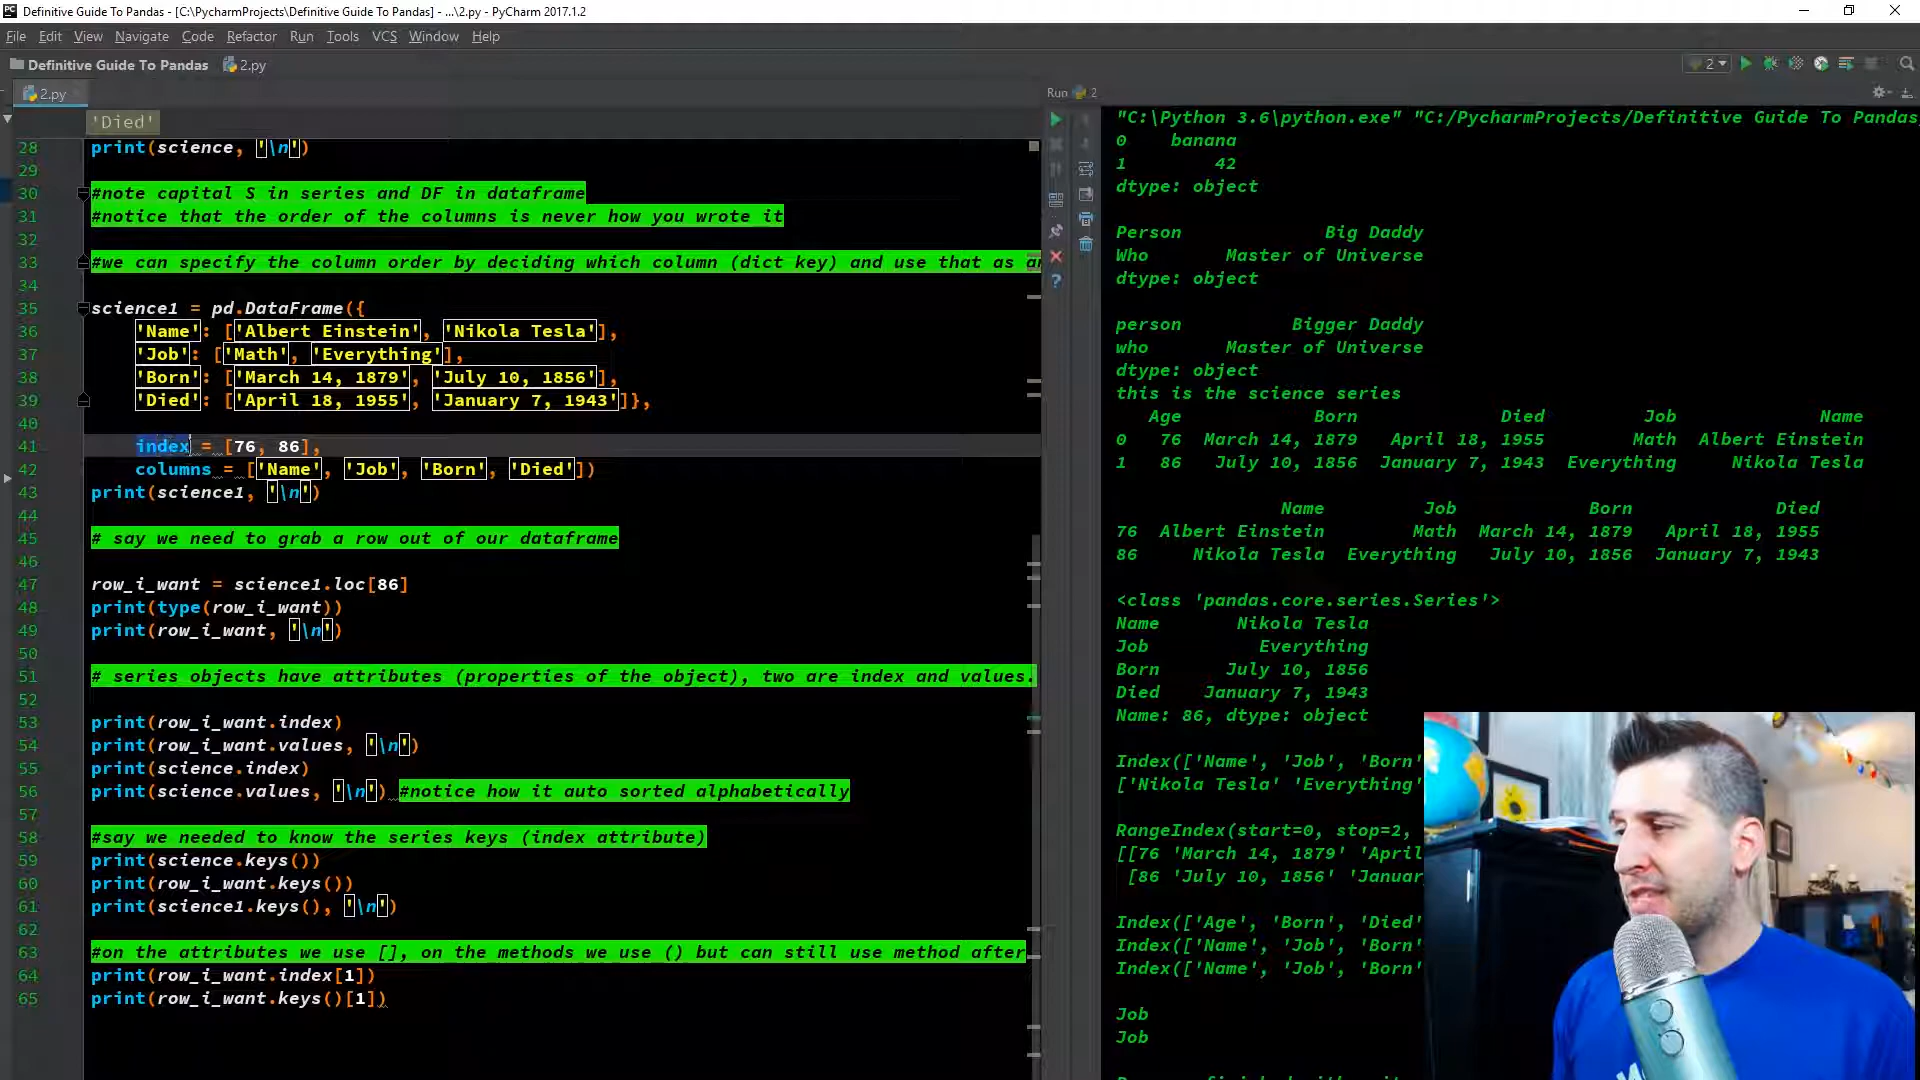 Definitive Guide To Pandas - [C:\PycharmProjects\Definitive Guide To Pandas] - ...\2.py - PyCharm 2017.1.2
File Edit View Navigate Code Refactor Run Tools VCS Window Help
Definitive Guide To Pandas 2.py
2
2.py
Run 2
'Died'
28 print(science, '\n')
29
30 #note capital S in series and DF in dataframe
31 #notice that the order of the columns is never how you wrote it
32
33 #we can specify the column order by deciding which column (dict key) and use that as
34
35 science1 = pd.DataFrame({
36 'Name': ['Albert Einstein', 'Nikola Tesla'],
37 'Job': ['Math', 'Everything'],
38 'Born': ['March 14, 1879', 'July 10, 1856'],
39 'Died': ['April 18, 1955', 'January 7, 1943']},
40
41 index = [76, 86],
42 columns = ['Name', 'Job', 'Born', 'Died'])
43 print(science1, '\n')
44
45 # say we need to grab a row out of our dataframe
46
47 row_i_want = science1.loc[86]
48 print(type(row_i_want))
49 print(row_i_want, '\n')
50
51 # series objects have attributes (properties of the object), two are index and values.
52
53 print(row_i_want.index)
54 print(row_i_want.values, '\n')
55 print(science.index)
56 print(science.values, '\n') #notice how it auto sorted alphabetically
57
58 #say we needed to know the series keys (index attribute)
59 print(science.keys())
60 print(row_i_want.keys())
61 print(science1.keys(), '\n')
62
63 #on the attributes we use [], on the methods we use () but can still use method after
64 print(row_i_want.index[1])
65 print(row_i_want.keys()[1])
"C:\Python 3.6\python.exe" "C:/PycharmProjects/Definitive Guide To Pandas
0 banana
1 42
dtype: object
Person Big Daddy
Who Master of Universe
dtype: object
person Bigger Daddy
who Master of Universe
dtype: object
this is the science series
Age Born Died Job Name
0 76 March 14, 1879 April 18, 1955 Math Albert Einstein
1 86 July 10, 1856 January 7, 1943 Everything Nikola Tesla
Name Job Born Died
76 Albert Einstein Math March 14, 1879 April 18, 1955
86 Nikola Tesla Everything July 10, 1856 January 7, 1943
<class 'pandas.core.series.Series'>
Name Nikola Tesla
Job Everything
Born July 10, 1856
Died January 7, 1943
Name: 86, dtype: object
Index(['Name', 'Job', 'Born'
['Nikola Tesla' 'Everything'
RangeIndex(start=0, stop=2,
[[76 'March 14, 1879' 'April
[86 'July 10, 1856' 'Januar
Index(['Age', 'Born', 'Died'
Index(['Name', 'Job', 'Born'
Index(['Name', 'Job', 'Born'
Job
Job